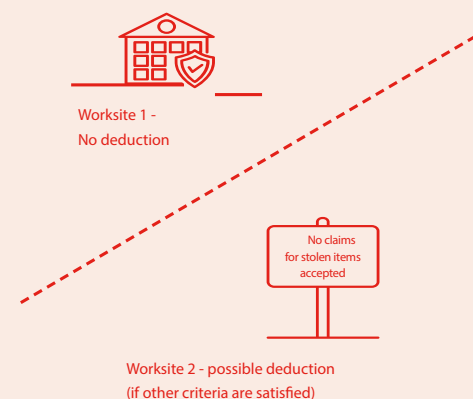 Worksite 1 -
No deduction
No claims
for stolen items
accepted
Worksite 2 - possible deduction
(if other criteria are satisfied)